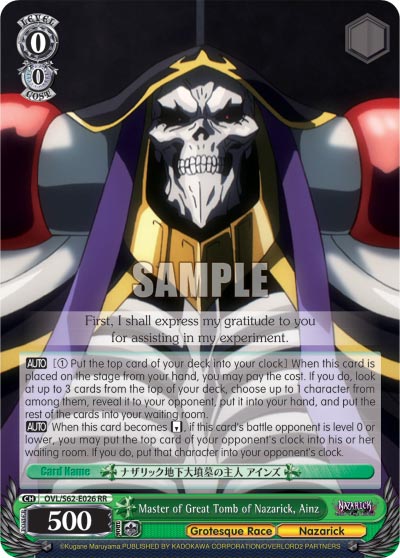 LEVEL
0
0
COST
SAMPLE
First, I shall express my gratitude to you
for assisting in my experiment.
AUTO [① Put the top card of your deck into your clock] When this card is
placed on the stage from your hand, you may pay the cost. If you do, look
at up to 3 cards from the top of your deck, choose up to 1 character from
among them, reveal it to your opponent, put it into your hand, and put the
rest of the cards into your waiting room.
AUTO When this card becomes [ ], if this card's battle opponent is level 0 or
lower, you may put the top card of your opponent's clock into his or her
waiting room. If you do, put that character into your opponent's clock.
Card Name ナザリック地下大墳墓の主人 アインズ
CH OVL/S62-E026 RR
Master of Great Tomb of Nazarick, Ainz
NAZARICK
POWER 500
Grotesque Race Nazarick
©Kugane Maruyama,PUBLISHED BY KADOKAWA CORPORATION/OVERLORD2 PARTNERS